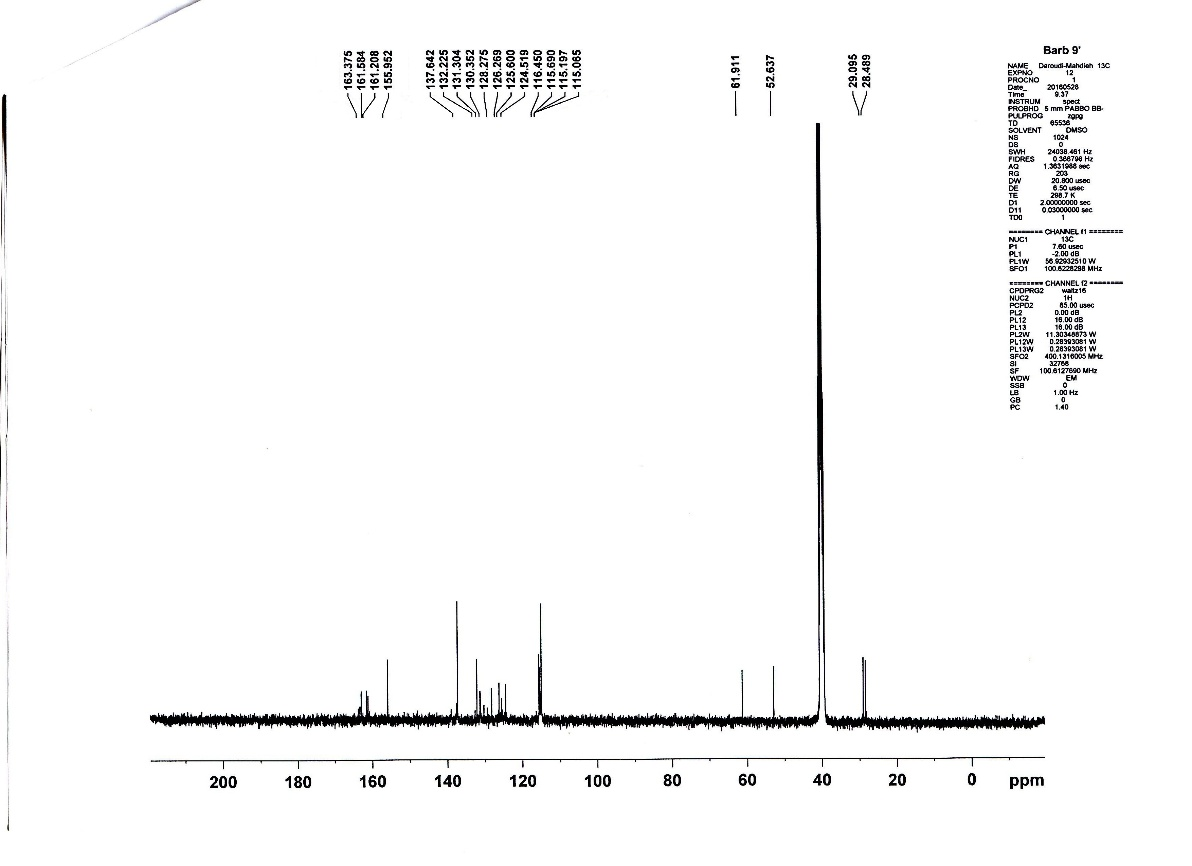 163.375
161.584
161.208
155.952
137.642
132.225
131.304
130.352
128.275
126.269
125.600
124.519
116.450
115.690
115.197
115.065
61.911
52.637
29.095
28.489
Barb 9'
NAME Daroudi-Mahdieh 13C
EXPNO 12
PROCNO 1
Date_ 20160526
Time 9.37
INSTRUM spect
PROBHD 5 mm PABBO BB-
PULPROG zgpg
TD 65536
SOLVENT DMSO
NS 1024
DS 0
SWH 24038.461 Hz
FIDRES 0.366798 Hz
AQ 1.3631988 sec
RG 203
DW 20.800 usec
DE 6.50 usec
TE 298.7 K
D1 2.00000000 sec
D11 0.03000000 sec
TD0 1
======== CHANNEL f1 ========
NUC1 13C
P1 7.60 usec
PL1 -2.00 dB
PL1W 56.92932510 W
SFO1 100.6228298 MHz
======== CHANNEL f2 ========
CPDPRG2 waltz16
NUC2 1H
PCPD2 85.00 usec
PL2 0.00 dB
PL12 16.00 dB
PL13 16.00 dB
PL2W 11.30346873 W
PL12W 0.28393081 W
PL13W 0.28393081 W
SFO2 400.1316005 MHz
SI 32768
SF 100.6127690 MHz
WDW EM
SSB 0
LB 1.00 Hz
GB 0
PC 1.40
200 180 160 140 120 100 80 60 40 20 0 ppm